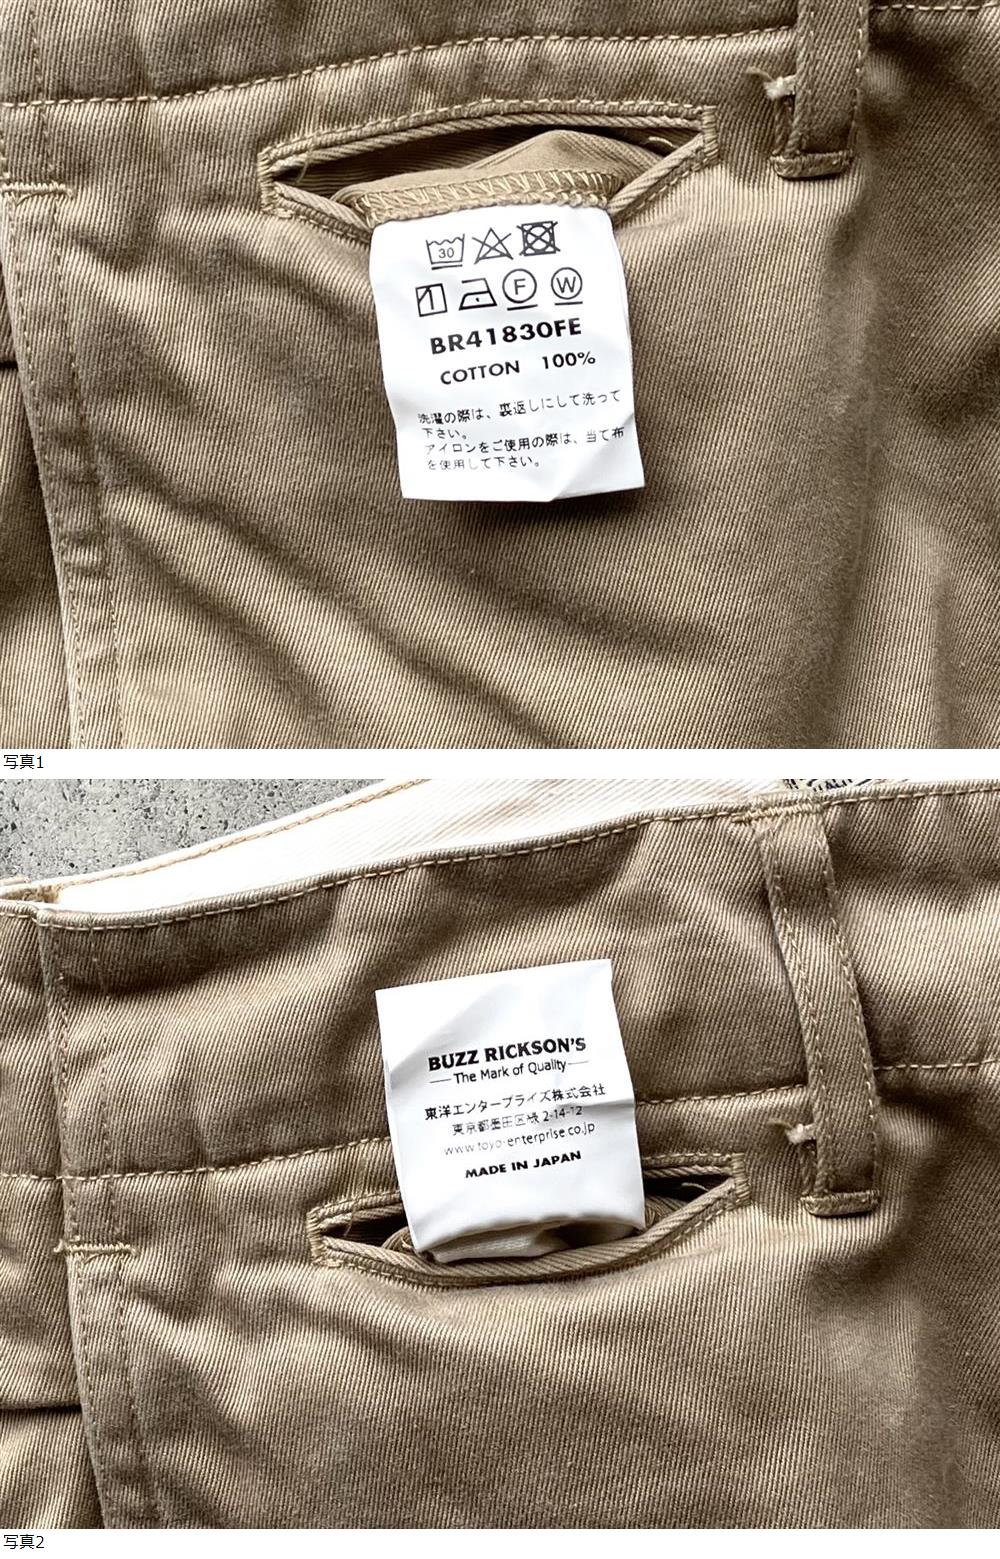 30
F W
BR41830FE
COTTON 100%
洗濯の際は、裏返しにして洗って
下さい。
アイロンをご使用の際は、当て布
を使用して下さい。
写真1
BUZZ RICKSON'S
The Mark of Quality
東洋エンタープライズ株式会社
東京都墨田区緑 2-14-12
www.toyo-enterprise.co.jp
MADE IN JAPAN
写真2